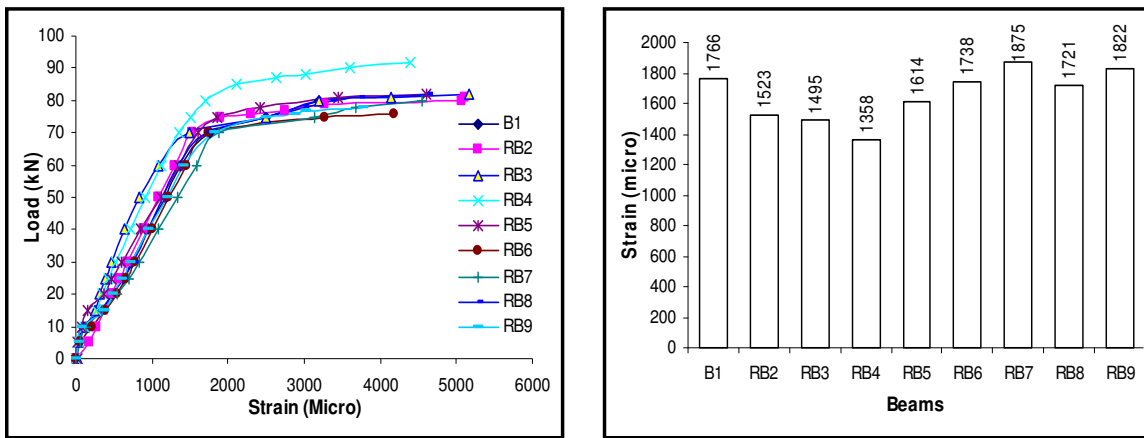 100
90
80
70
60
50
40
30
20
10
0
Load (kN)
0 1000 2000 3000 4000 5000 6000
Strain (Micro)
B1
RB2
RB3
RB4
RB5
RB6
RB7
RB8
RB9
2000
1800
1600
1400
1200
1000
800
600
400
200
0
Strain (micro)
1766 1523 1495 1358 1614 1738 1875 1721 1822
B1 RB2 RB3 RB4 RB5 RB6 RB7 RB8 RB9
Beams